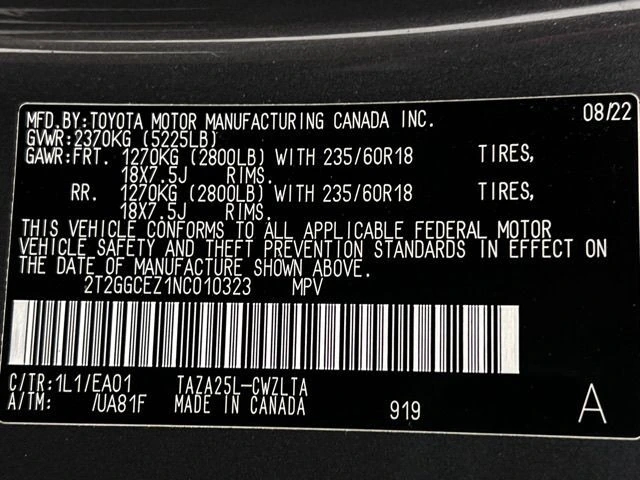 MFD.BY:TOYOTA MOTOR MANUFACTURING CANADA INC. 08/22
GVWR:2370KG (5225LB)
GAWR:FRT. 1270KG (2800LB) WITH 235/60R18 TIRES,
18X7.5J RIMS.
RR. 1270KG (2800LB) WITH 235/60R18 TIRES,
18X7.5J RIMS.
THIS VEHICLE CONFORMS TO ALL APPLICABLE FEDERAL MOTOR
VEHICLE SAFETY AND THEFT PREVENTION STANDARDS IN EFFECT ON
THE DATE OF MANUFACTURE SHOWN ABOVE.
2T2GGCEZ1NC010323 MPV
C/TR:1L1/EA01 TAZA25L-CWZLTA
A/TM: /UA81F MADE IN CANADA 919 A